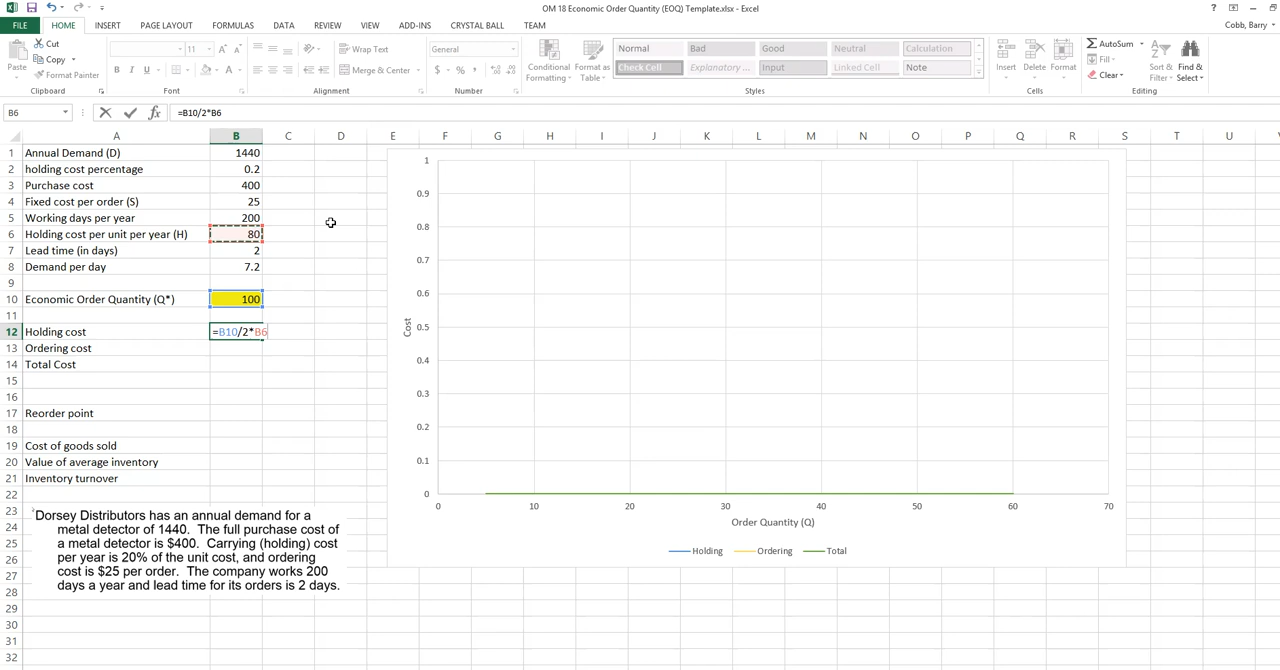 OM 18 Economic Order Quantity (EOQ) Template.xlsx - Excel
FILE HOME INSERT PAGE LAYOUT FORMULAS DATA REVIEW VIEW ADD-INS CRYSTAL BALL TEAM Cobb, Barry
Paste Cut Copy Format Painter
11 A A
B I U A
Wrap Text
Merge & Center
General
$ % ,
Conditional Formatting Format as Table
Normal Bad Good Neutral Calculation
Check Cell Explanatory ... Input Linked Cell Note
Insert Delete Format
AutoSum Fill Clear Sort & Filter Find & Select
Clipboard Font Alignment Number Styles Cells Editing
B6 fx =B10/2*B6
A B C D E F G H I J K L M N O P Q R S T U
1 Annual Demand (D) 1440
2 holding cost percentage 0.2
3 Purchase cost 400
4 Fixed cost per order (S) 25
5 Working days per year 200
6 Holding cost per unit per year (H) 80
7 Lead time (in days) 2
8 Demand per day 7.2
9
10 Economic Order Quantity (Q*) 100
11
12 Holding cost =B10/2*B6
13 Ordering cost
14 Total Cost
15
16
17 Reorder point
18
19 Cost of goods sold
20 Value of average inventory
21 Inventory turnover
22
23
24
25
26
27
28
29
30
31
32
Dorsey Distributors has an annual demand for a
metal detector of 1440. The full purchase cost of
a metal detector is $400. Carrying (holding) cost
per year is 20% of the unit cost, and ordering
cost is $25 per order. The company works 200
days a year and lead time for its orders is 2 days.
1
0.9
0.8
0.7
0.6
0.5
0.4
0.3
0.2
0.1
0
Cost
0 10 20 30 40 50 60 70
Order Quantity (Q)
Holding Ordering Total